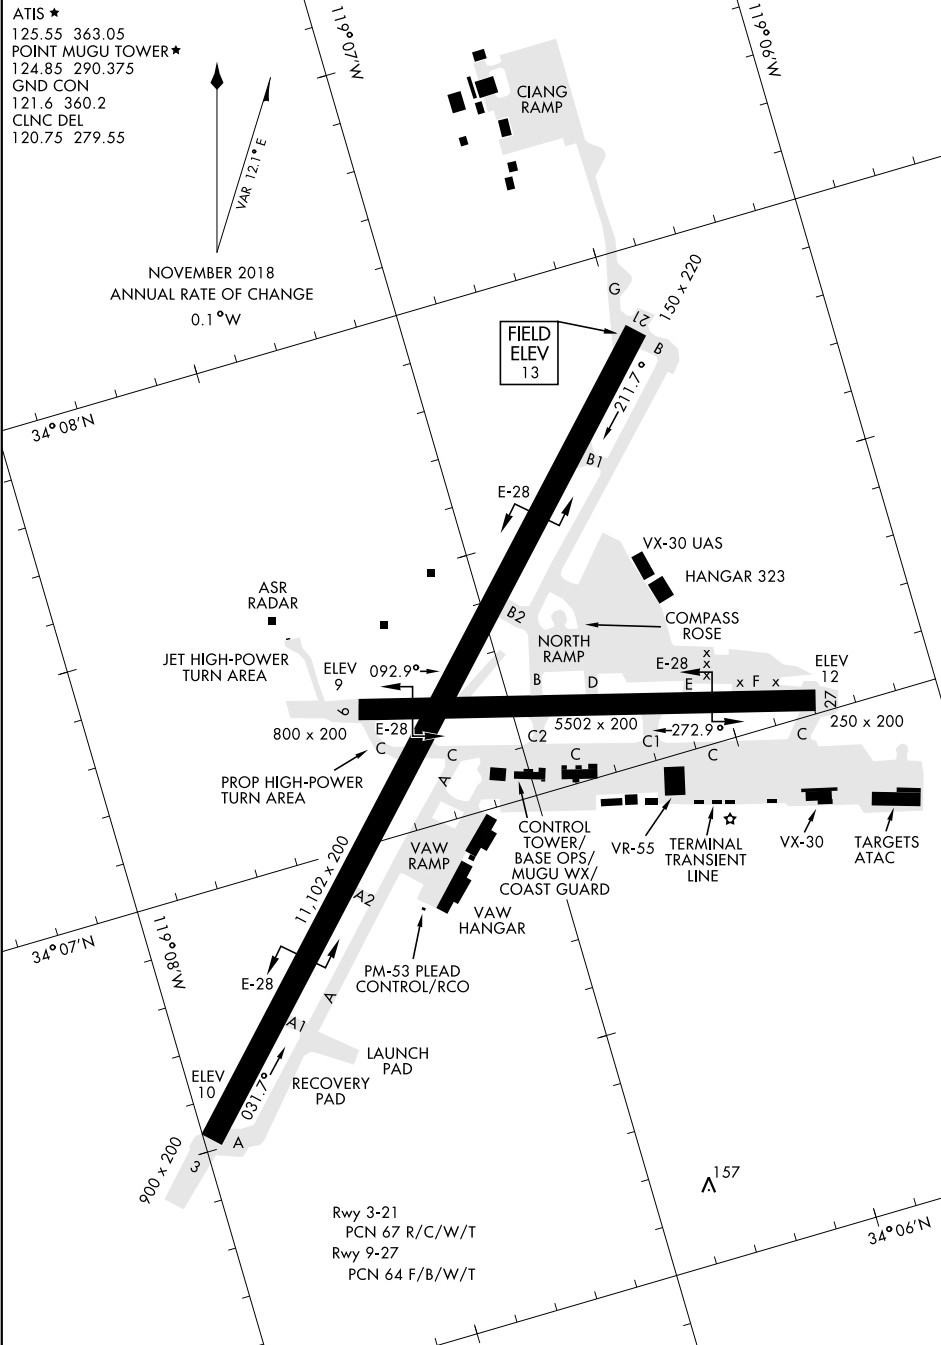 ATIS ★
125.55 363.05
POINT MUGU TOWER★
124.85 290.375
GND CON
121.6 360.2
CLNC DEL
120.75 279.55
119°07'W
119°06'W
CIANG
RAMP
VAR 12.1° E
NOVEMBER 2018
ANNUAL RATE OF CHANGE
0.1°W
G
150 x 220
21
B
FIELD
ELEV
13
211.7°
34°08'N
B1
E-28
VX-30 UAS
HANGAR 323
ASR
RADAR
B2
COMPASS
ROSE
NORTH
RAMP
JET HIGH-POWER
TURN AREA
ELEV
9
092.9°
E-28
x
x
x
ELEV
12
B
D
E
x F x
9
27
800 x 200
E-28
5502 x 200
272.9°
250 x 200
C
C
C2
C
C1
C
C
A
PROP HIGH-POWER
TURN AREA
VAW
RAMP
CONTROL
TOWER/
BASE OPS/
MUGU WX/
COAST GUARD
VR-55
TERMINAL
TRANSIENT
LINE
VX-30
TARGETS
ATAC
11,102 x 200
A2
VAW
HANGAR
34°07'N
119°08'W
E-28
PM-53 PLEAD
CONTROL/RCO
A
A1
LAUNCH
PAD
RECOVERY
PAD
ELEV
10
031.7°
A
3
900 x 200
157
Rwy 3-21
PCN 67 R/C/W/T
Rwy 9-27
PCN 64 F/B/W/T
34°06'N